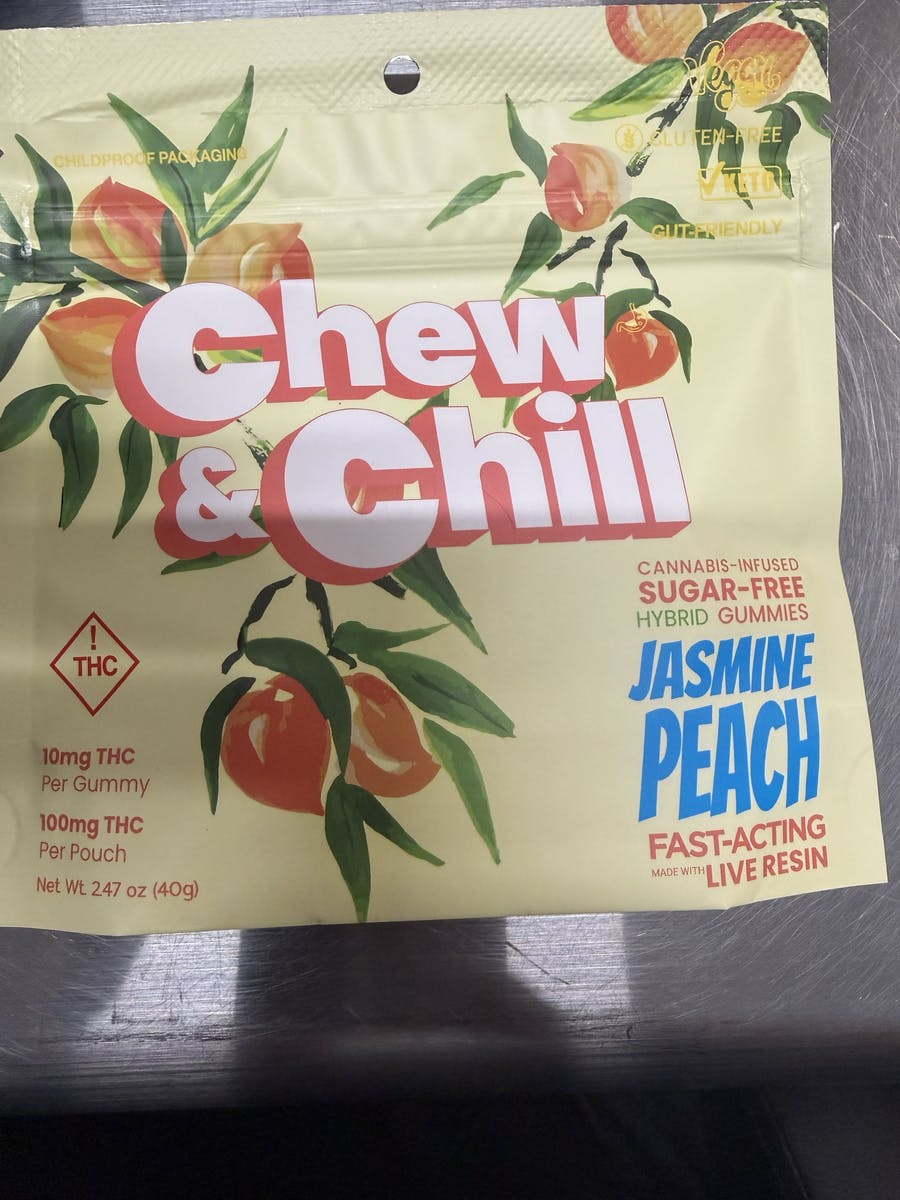 Vegan
CHILDPROOF PACKAGING
GLUTEN-FREE
KETO
GUT-FRIENDLY
Chew
& Chill
CANNABIS-INFUSED
SUGAR-FREE
HYBRID GUMMIES
JASMINE
PEACH
FAST-ACTING
MADE WITH LIVE RESIN
!
THC
10mg THC
Per Gummy
100mg THC
Per Pouch
Net Wt. 2.47 oz (40g)